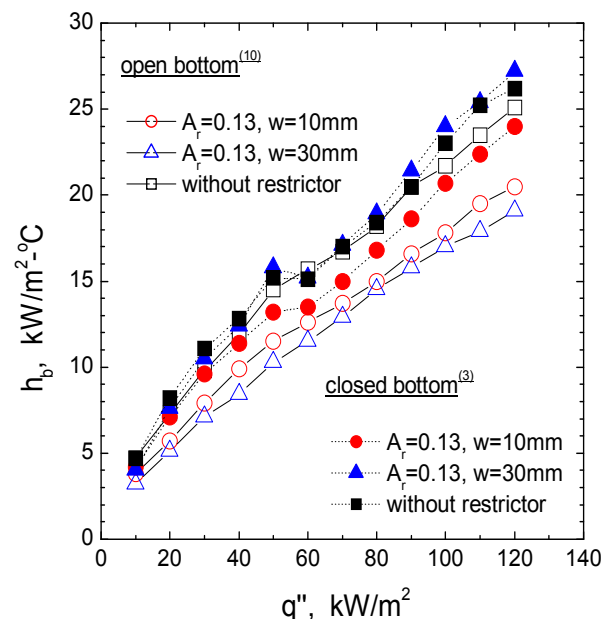 30
25
20
15
10
5
0
h_b, kW/m²-ºC
open bottom(10)
A_r=0.13, w=10mm
A_r=0.13, w=30mm
without restrictor
closed bottom(3)
A_r=0.13, w=10mm
A_r=0.13, w=30mm
without restrictor
0 20 40 60 80 100 120 140
q", kW/m²